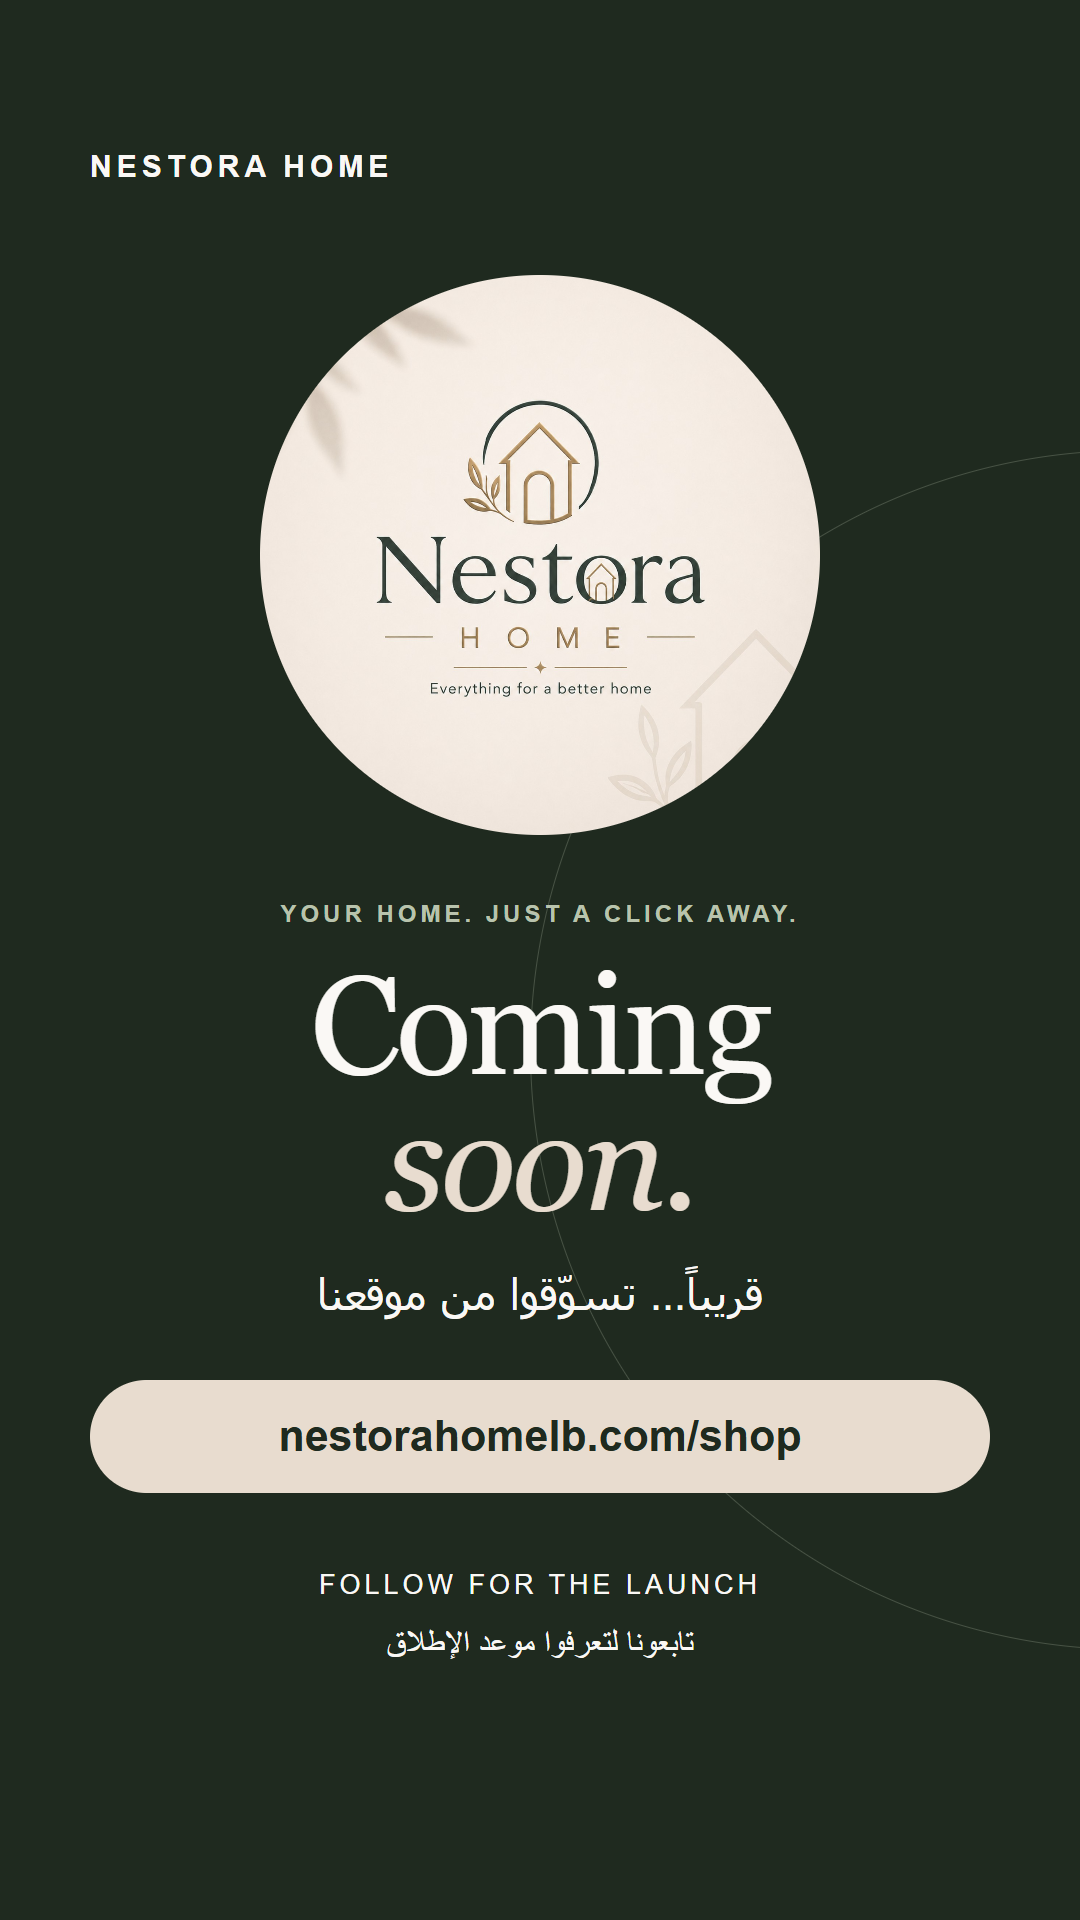 NESTORA HOME
Nestora
HOME
Everything for a better home
YOUR HOME. JUST A CLICK AWAY.
Coming
soon.
قريباً... تسوّقوا من موقعنا
nestorahomelb.com/shop
FOLLOW FOR THE LAUNCH
تابعونا لتعرفوا موعد الإطلاق